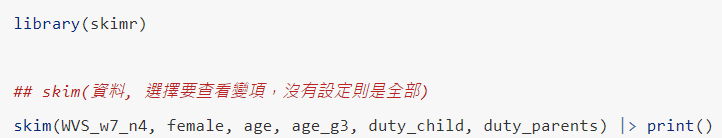 library(skimr)
## skim(資料, 選擇要查看變項，沒有設定則是全部)
skim(WVS_w7_n4, female, age, age_g3, duty_child, duty_parents) |> print()